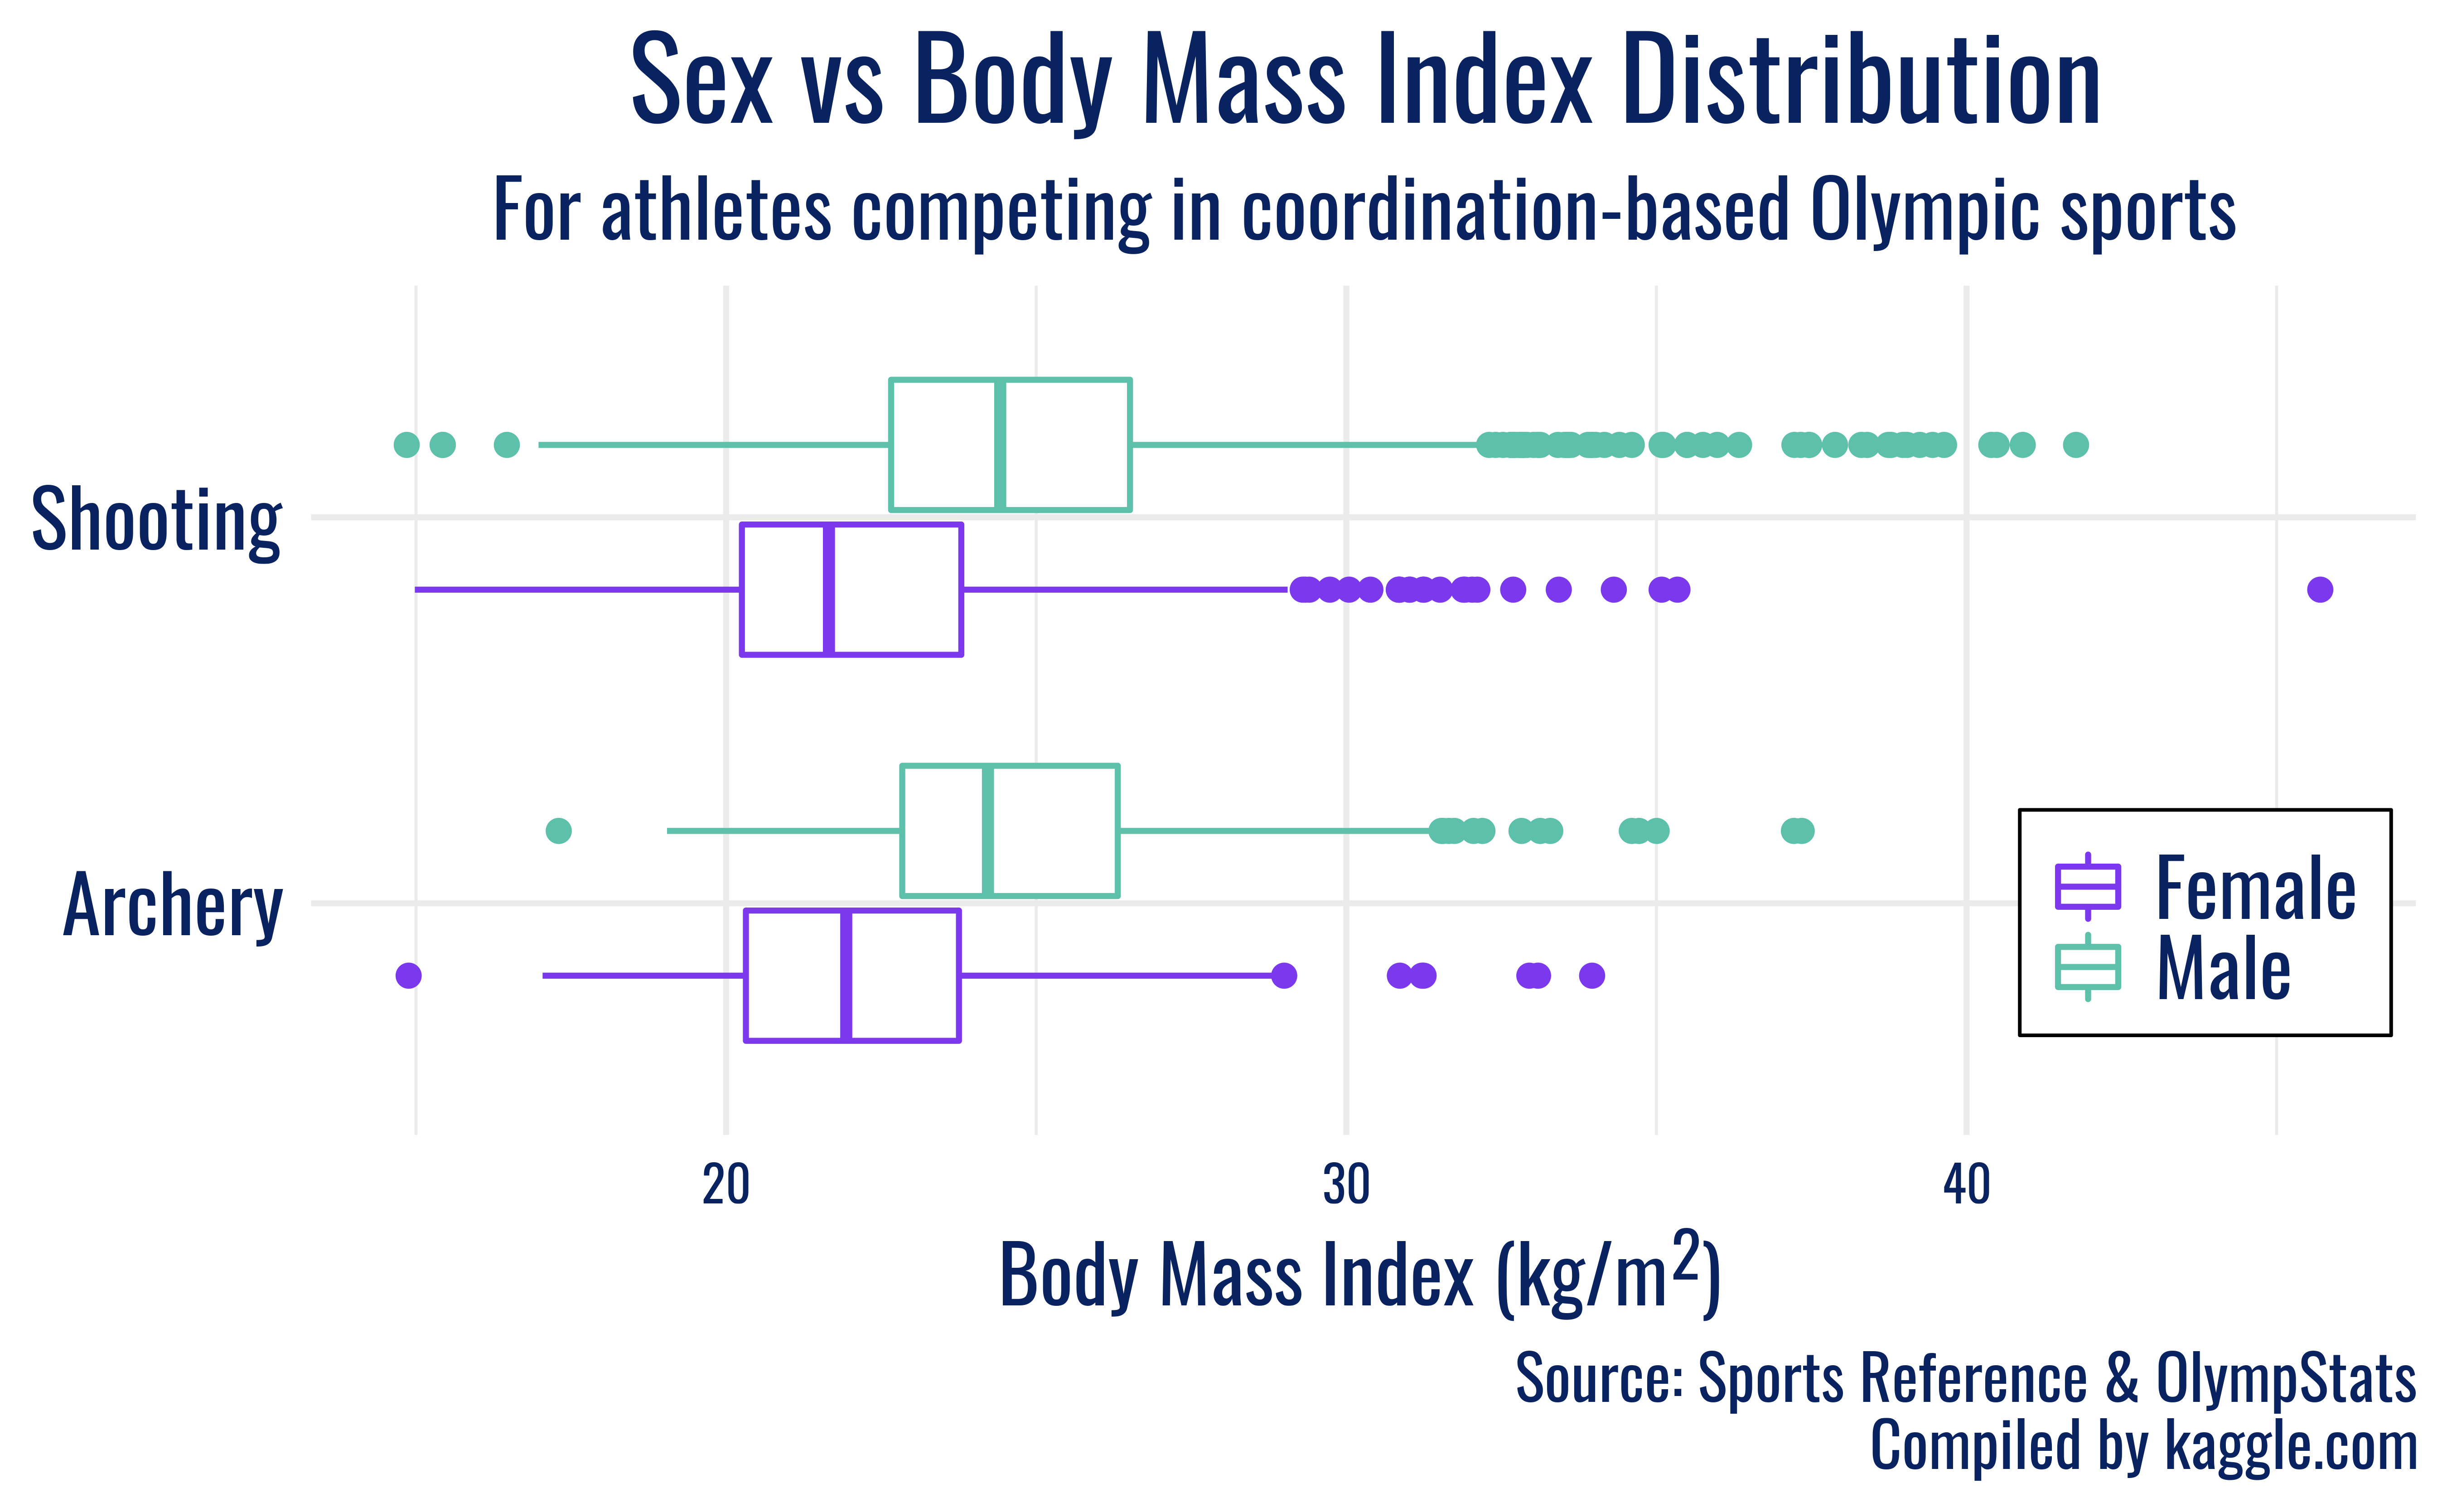 Sex vs Body Mass Index Distribution
For athletes competing in coordination-based Olympic sports
Shooting
Archery
Female
Male
20
30
40
Body Mass Index (kg/m²)
Source: Sports Reference & OlympStats
Compiled by kaggle.com